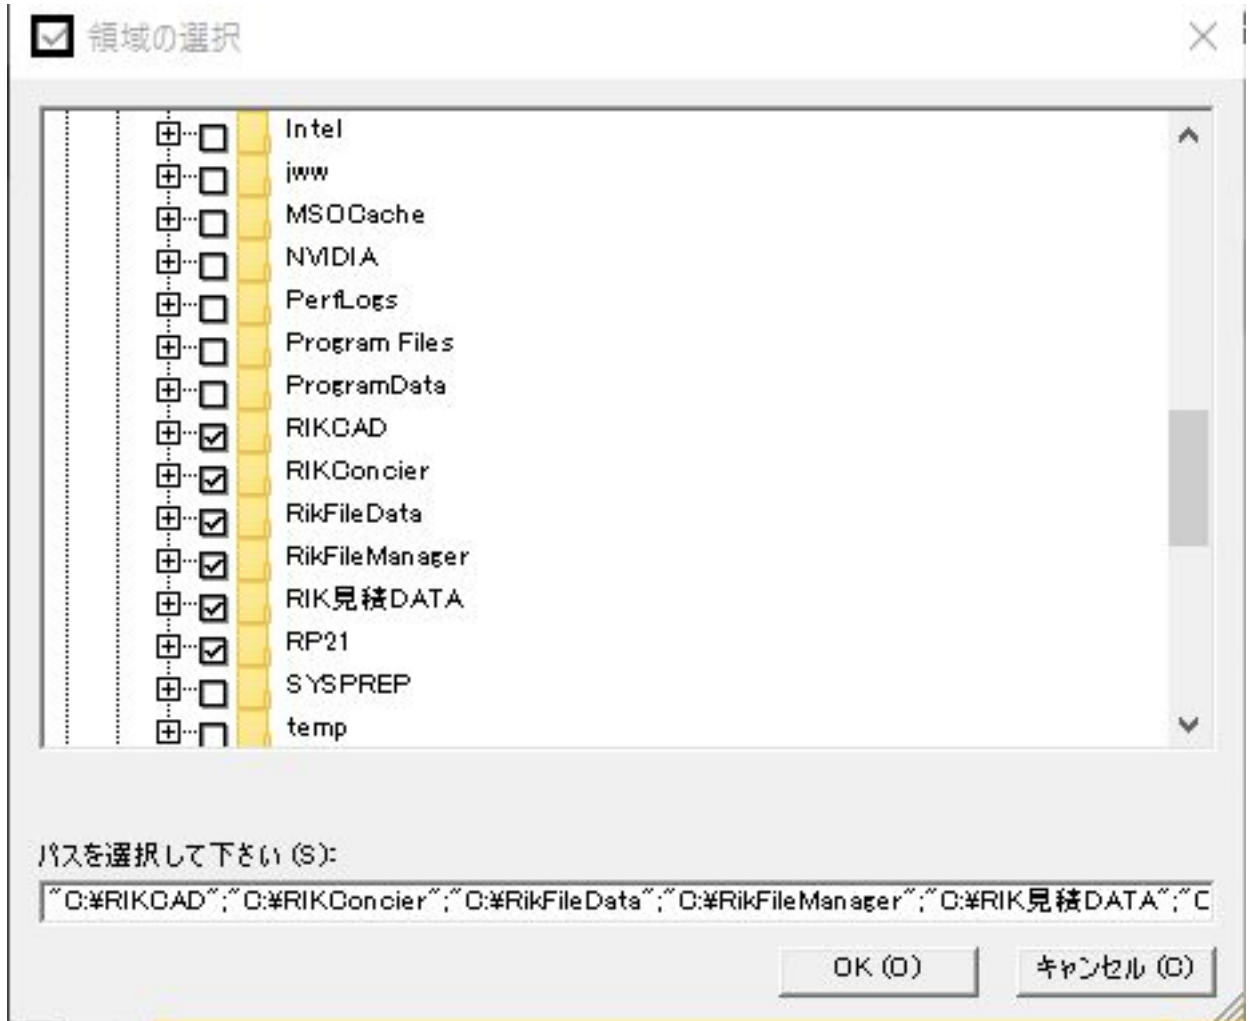 領域の選択
Intel
jww
MSOCache
NVIDIA
PerfLogs
Program Files
ProgramData
RIKCAD
RIKConcier
RikFileData
RikFileManager
RIK見積DATA
RP21
SYSPREP
temp
パスを選択して下さい(S):
"C:¥RIKCAD";"C:¥RIKConcier";"C:¥RikFileData";"C:¥RikFileManager";"C:¥RIK見積DATA";"C
OK(O)
キャンセル(C)